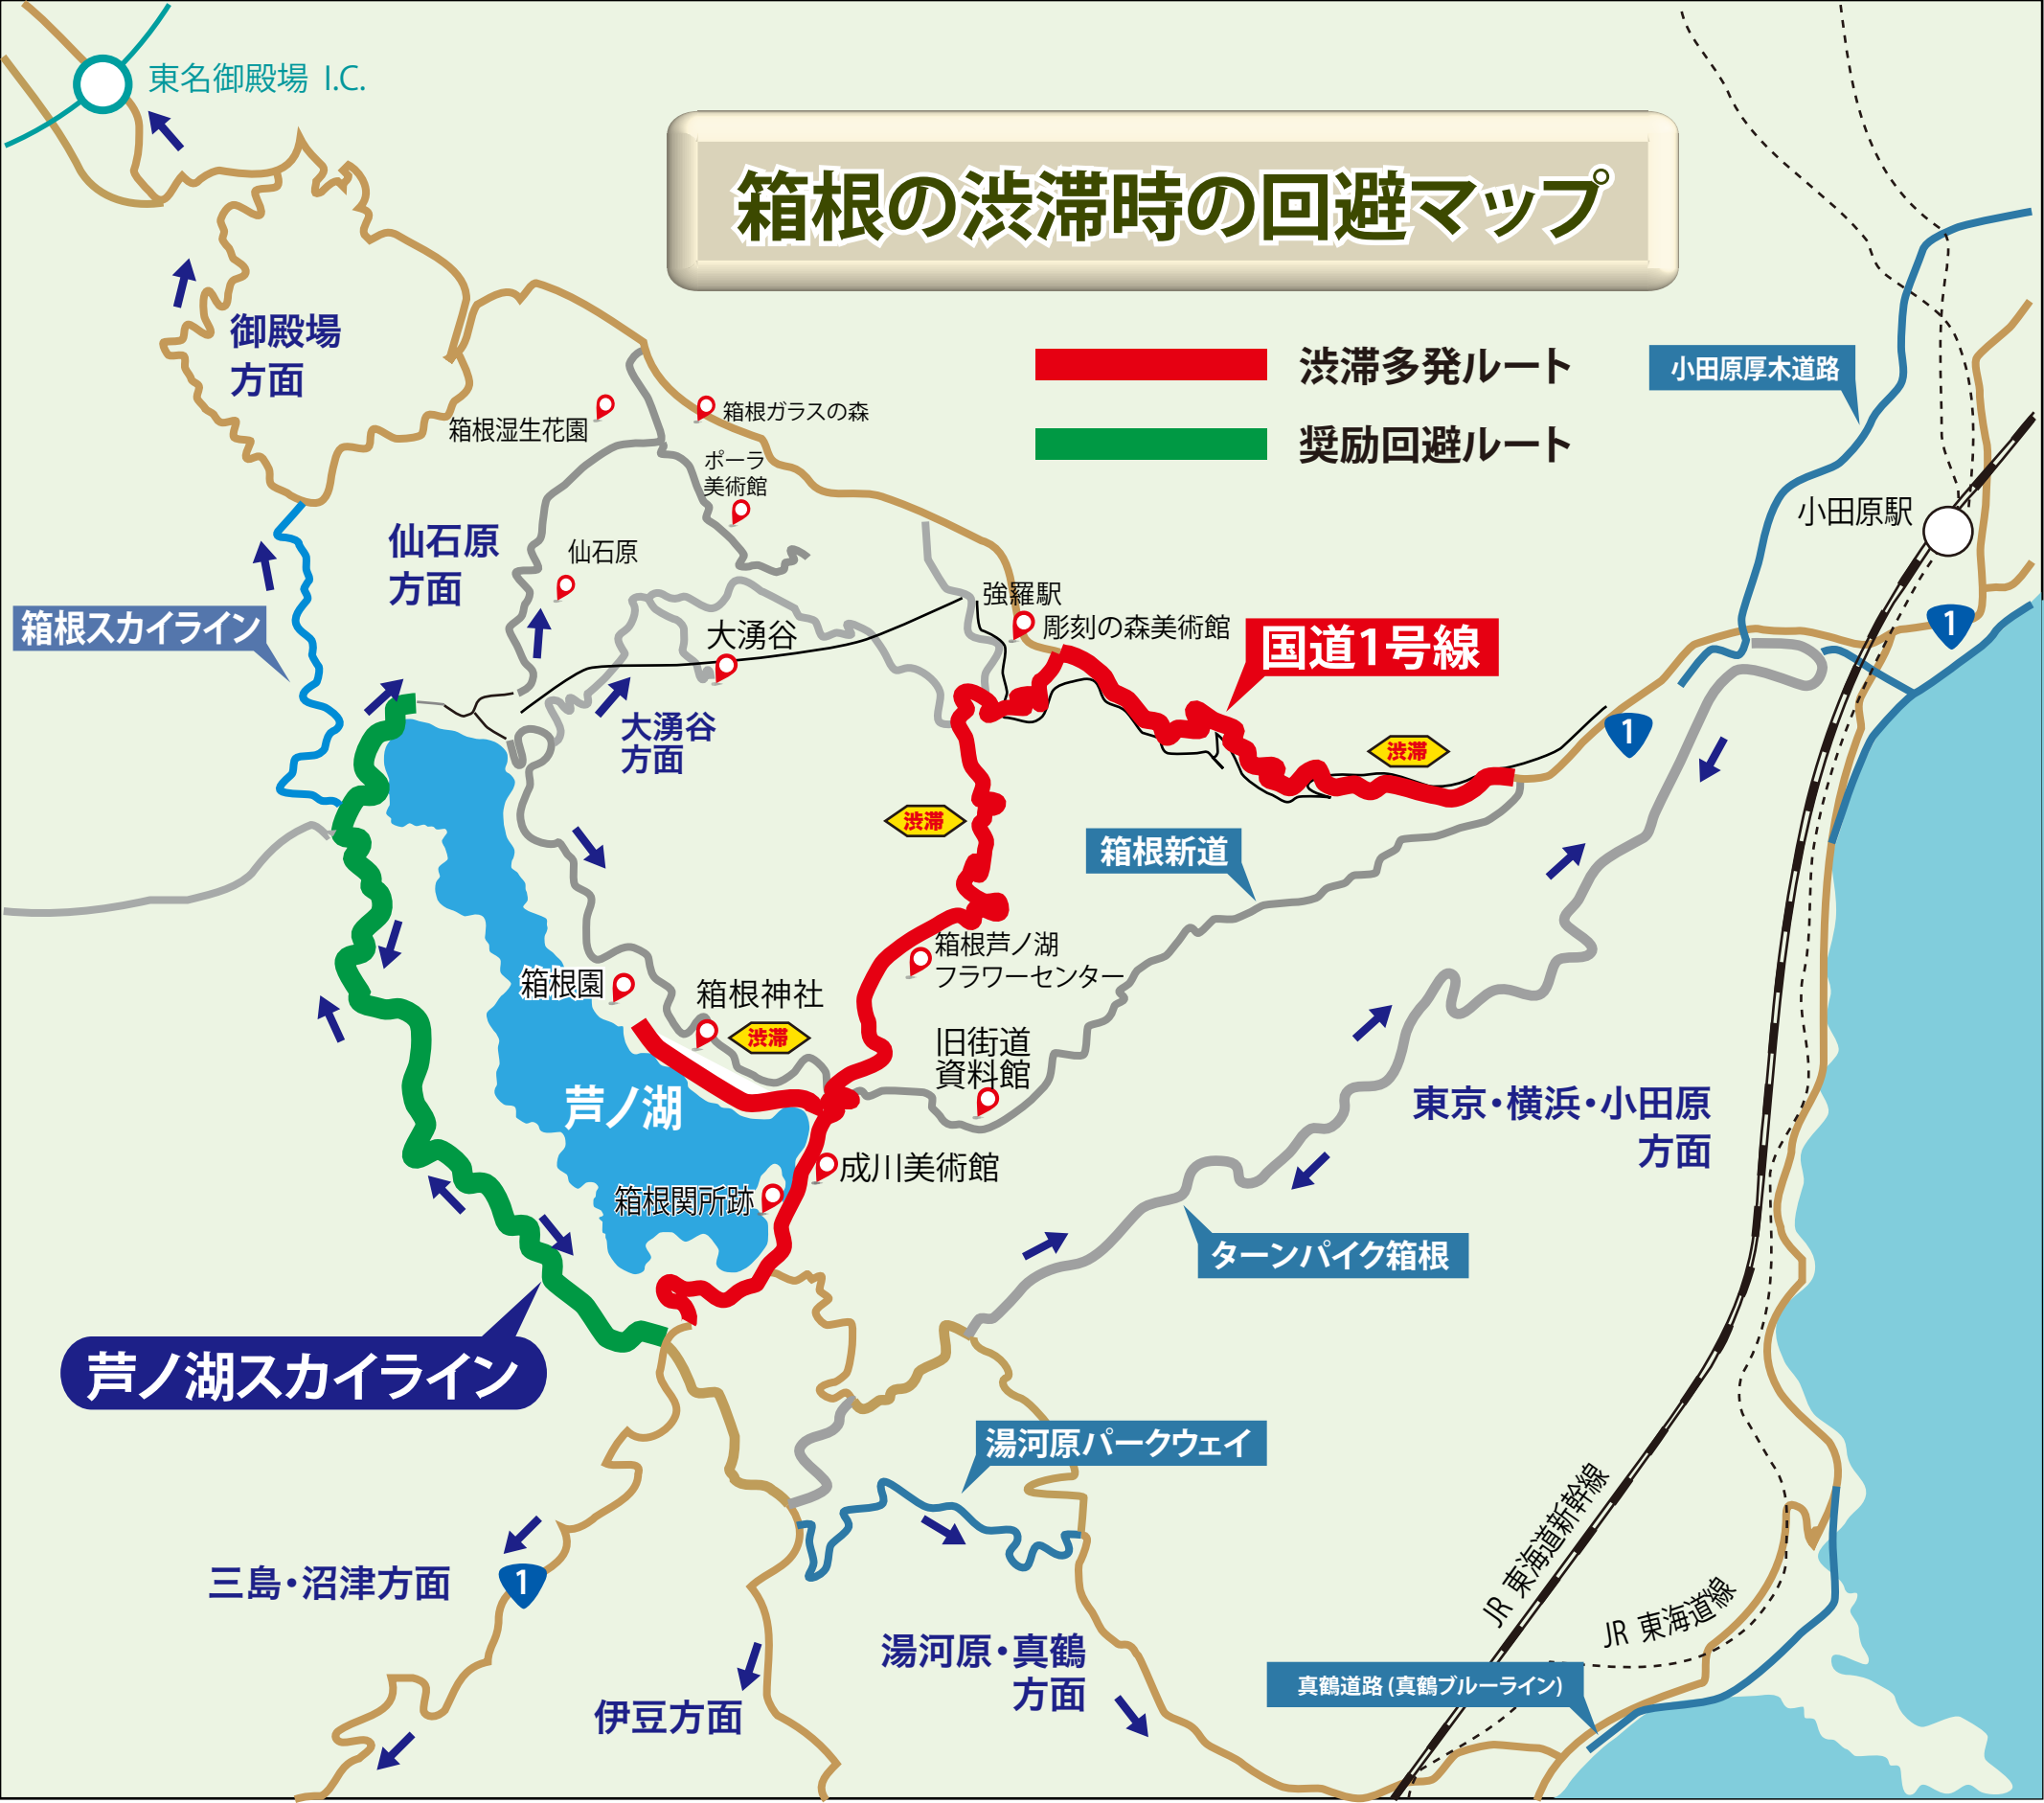 東名御殿場 I.C.
箱根の渋滞時の回避マップ
御殿場
方面
渋滞多発ルート
奨励回避ルート
小田原厚木道路
箱根湿生花園
箱根ガラスの森
ポーラ
美術館
仙石原
方面
仙石原
小田原駅
強羅駅
彫刻の森美術館
国道1号線
1
箱根スカイライン
大湧谷
大湧谷
方面
1
渋滞
渋滞
箱根新道
箱根芦ノ湖
フラワーセンター
箱根園
箱根神社
渋滞
旧街道
資料館
芦ノ湖
東京・横浜・小田原
方面
成川美術館
箱根関所跡
ターンパイク箱根
芦ノ湖スカイライン
湯河原パークウェイ
JR 東海道新幹線
三島・沼津方面
1
JR 東海道線
湯河原・真鶴
方面
真鶴道路 (真鶴ブルーライン)
伊豆方面